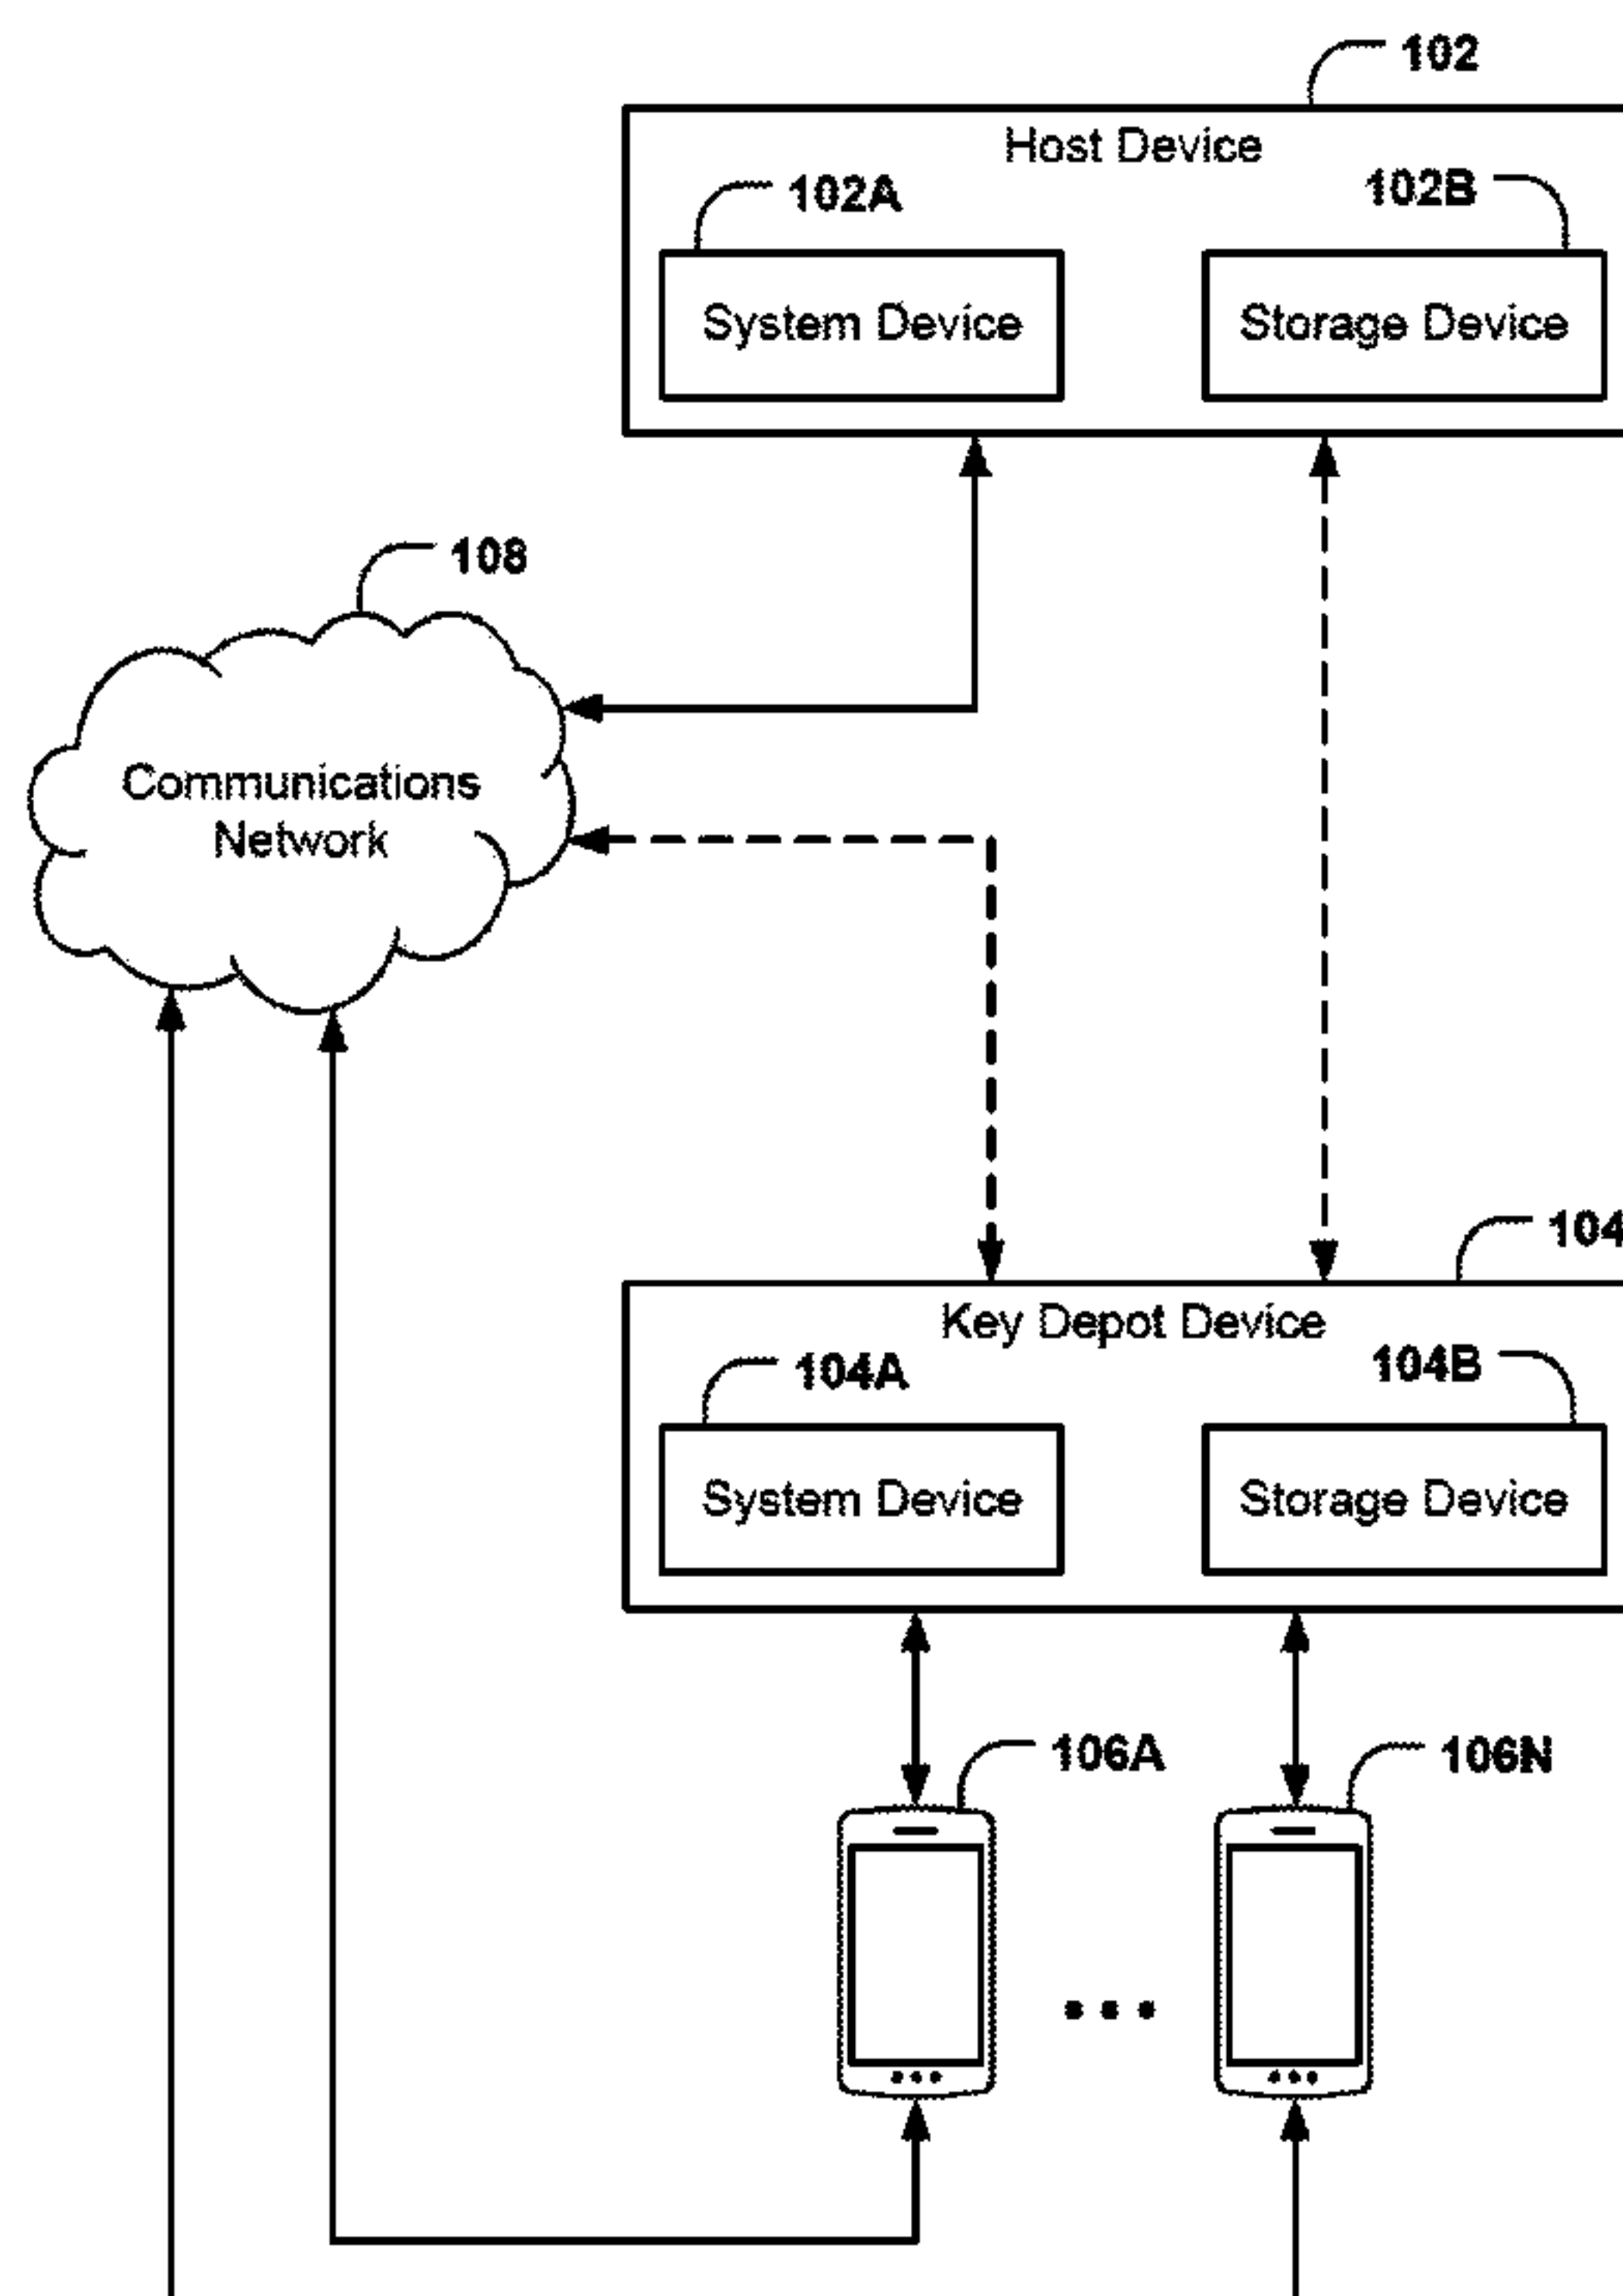 102
Host Device
102A
102B
System Device
Storage Device
108
Communications
Network
104
Key Depot Device
104A
104B
System Device
Storage Device
106A
106N